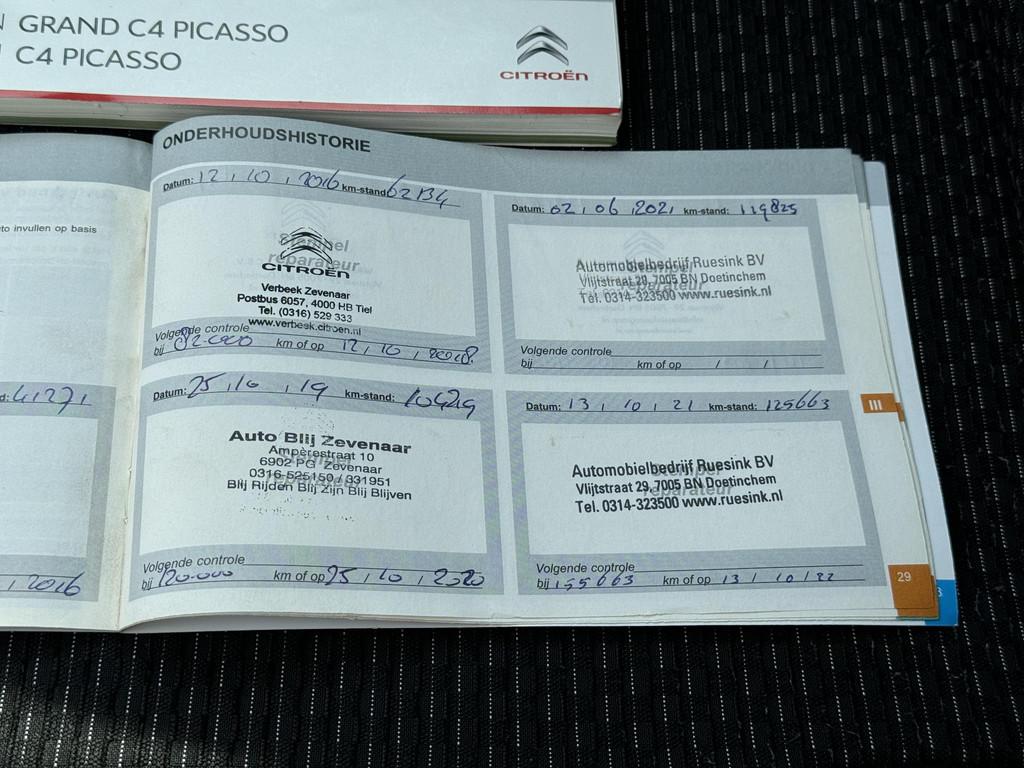 GRAND C4 PICASSO
C4 PICASSO
CITROËN
to invullen op basis
d: 41271
2016
ONDERHOUDSHISTORIE
Datum: 12, 10, 2016 km-stand 62134
Stempel
reparateur
CITROËN
Verbeek Zevenaar
Postbus 6057, 4000 HB Tiel
Tel. (0316) 529 333
www.verbeek.citroen.nl
Volgende controle
bij 82.000 km of op 12, 10, 2018
Datum: 25, 10, 19 km-stand:
Auto Blij Zevenaar
Ampèrestraat 10
6902 PG Zevenaar
0316-525150 / 331951
Blij Rijden Blij Zijn Blij Blijven
Volgende controle
bij 120.000 km of op 25, 10, 2020
Datum: 02, 06, 2021 km-stand: 119825
Automobielbedrijf Ruesink BV
Vlijtstraat 29, 7005 BN Doetinchem
Tel. 0314-323500 www.ruesink.nl
Volgende controle
bij km of op / /
Datum: 13, 10, 21 km-stand: 125663
Automobielbedrijf Ruesink BV
Vlijtstraat 29, 7005 BN Doetinchem
Tel. 0314-323500 www.ruesink.nl
Volgende controle
bij 155663 km of op 13 / 10 / 22
III
29